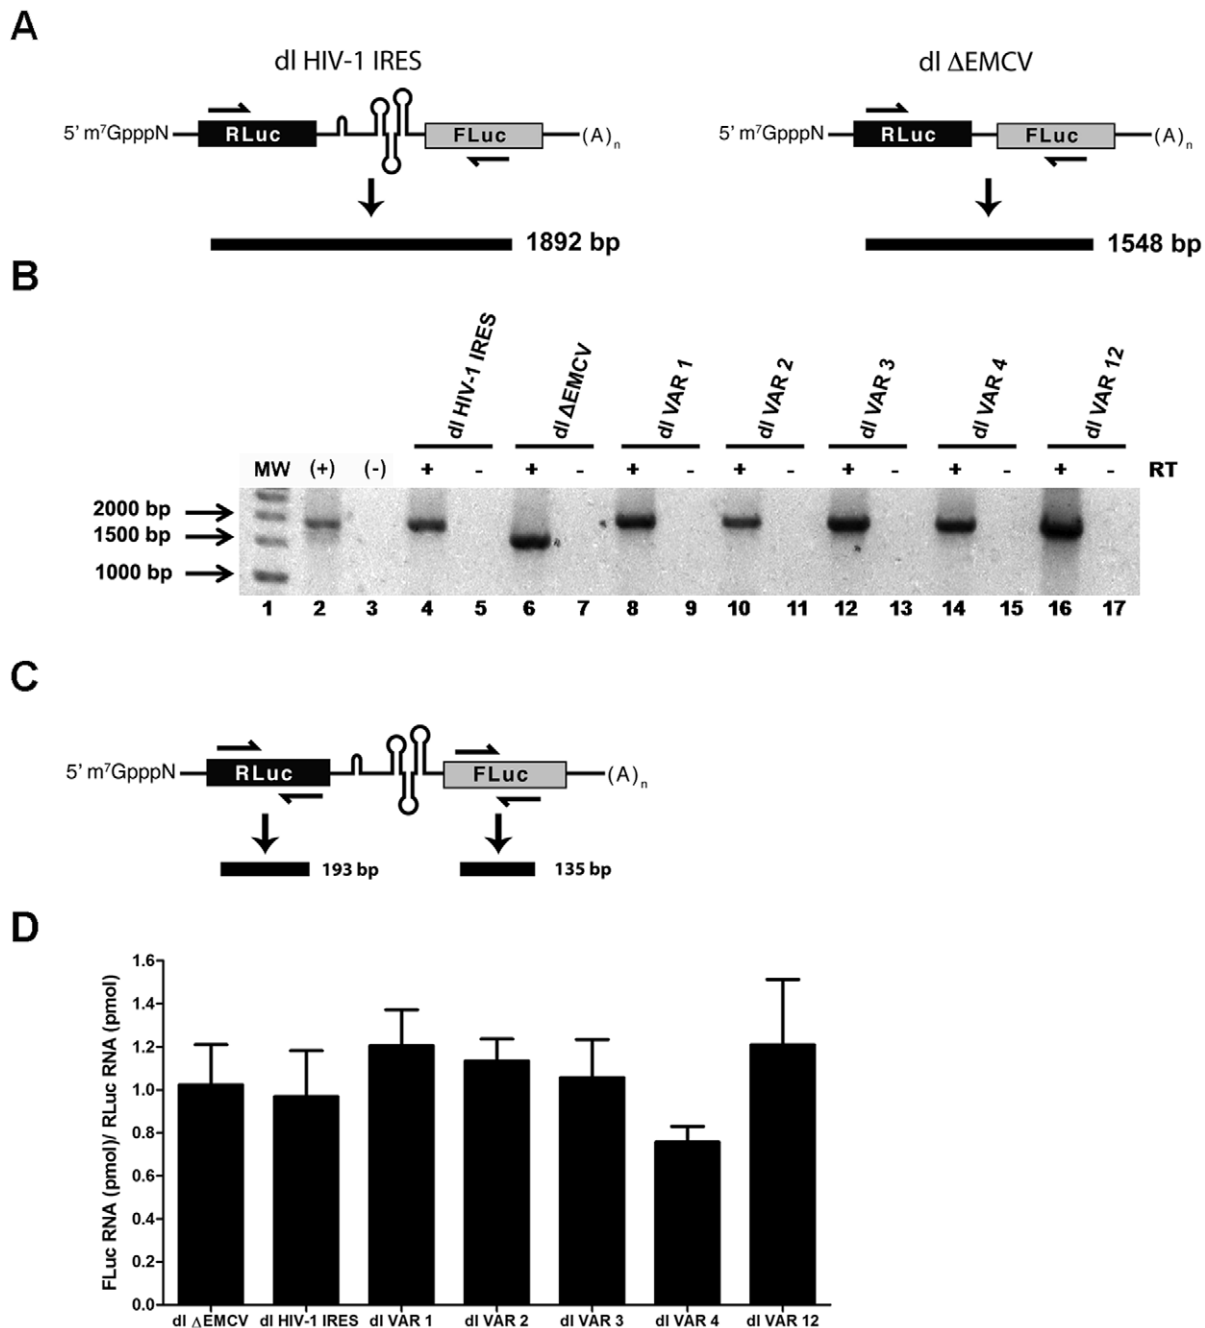 A
dl HIV-1 IRES
dl ΔEMCV
5' m⁷GpppN
RLuc
FLuc
(A)n
5' m⁷GpppN
RLuc
FLuc
(A)n
1892 bp
1548 bp
B
dl HIV-1 IRES
dl ΔEMCV
dl VAR 1
dl VAR 2
dl VAR 3
dl VAR 4
dl VAR 12
MW (+) (-) + - + - + - + - + - + - + - RT
2000 bp
1500 bp
1000 bp
1 2 3 4 5 6 7 8 9 10 11 12 13 14 15 16 17
C
5' m⁷GpppN
RLuc
FLuc
(A)n
193 bp
135 bp
D
FLuc RNA (pmol)/ RLuc RNA (pmol)
1.6
1.4
1.2
1.0
0.8
0.6
0.4
0.2
0.0
dl ΔEMCV dl HIV-1 IRES dl VAR 1 dl VAR 2 dl VAR 3 dl VAR 4 dl VAR 12